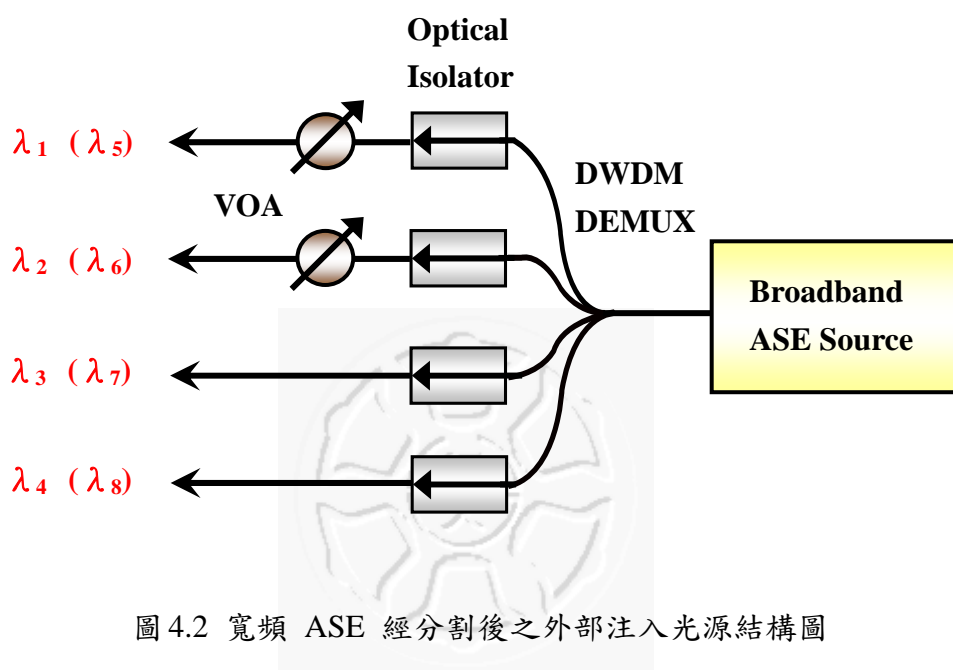 Optical
Isolator
λ1 (λ5)
DWDM
DEMUX
VOA
λ2 (λ6)
Broadband
ASE Source
λ3 (λ7)
λ4 (λ8)
圖 4.2 寬頻 ASE 經分割後之外部注入光源結構圖